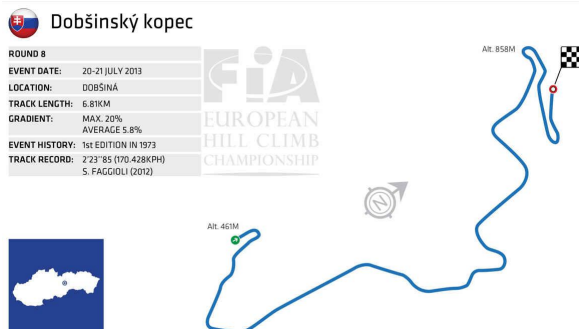 Dobšinský kopec
ROUND 8
EVENT DATE: 20-21 JULY 2013
LOCATION: DOBŠINÁ
TRACK LENGTH: 6.81KM
GRADIENT: MAX. 20%
AVERAGE 5.8%
EVENT HISTORY: 1st EDITION IN 1973
TRACK RECORD: 2'23''85 (170.428KPH)
S. FAGGIOLI (2012)
FiA
EUROPEAN
HILL CLIMB
CHAMPIONSHIP
Alt. 858M
N
Alt. 461M